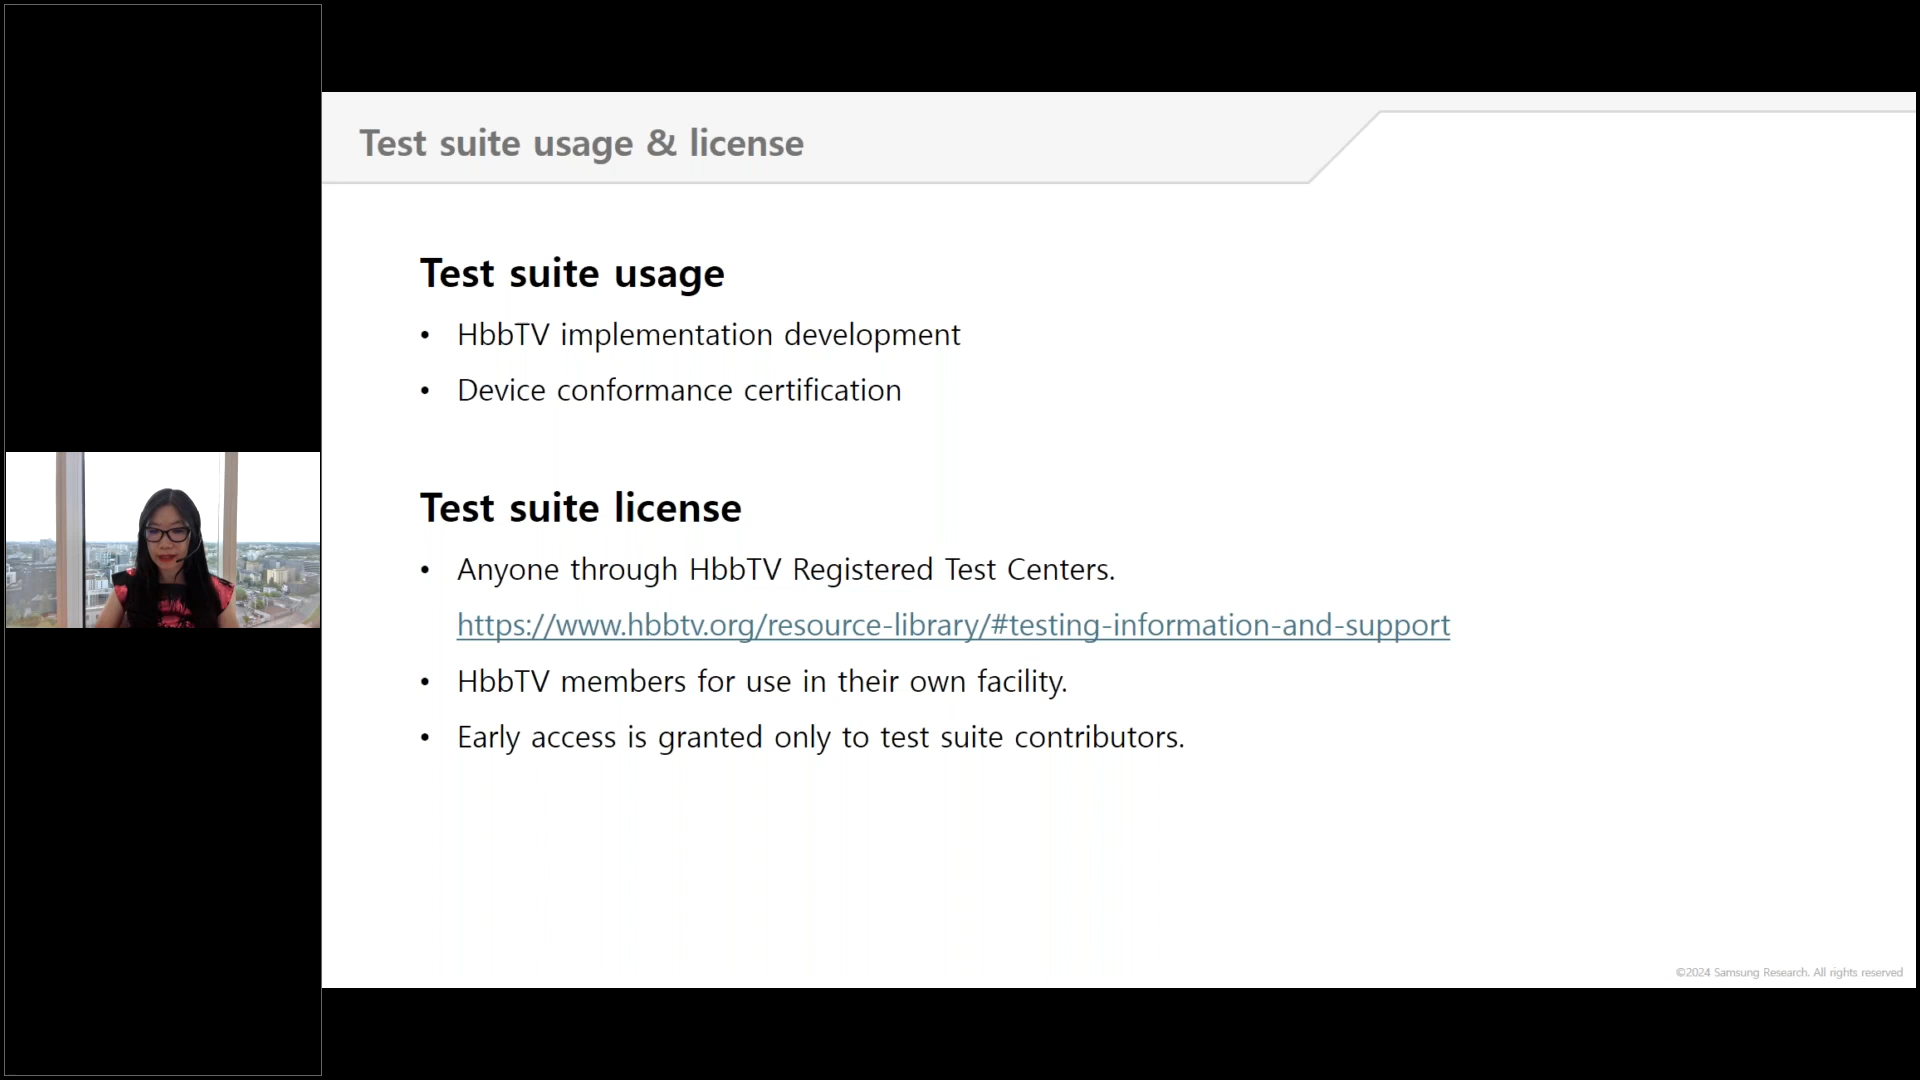 Test suite usage & license
Test suite usage
• HbbTV implementation development
• Device conformance certification
Test suite license
• Anyone through HbbTV Registered Test Centers.
https://www.hbbtv.org/resource-library/#testing-information-and-support
• HbbTV members for use in their own facility.
• Early access is granted only to test suite contributors.
©2024 Samsung Research. All rights reserved